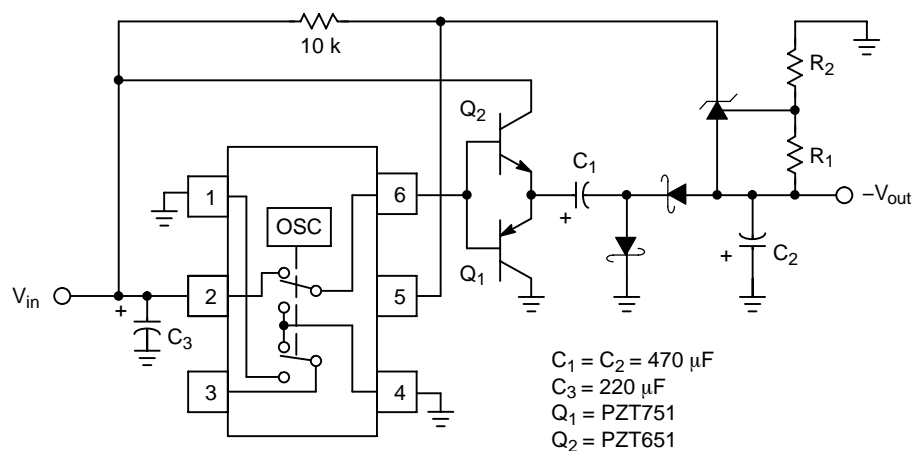 10 k
R2
Q2
C1
R1
1
6
OSC
−Vout
Q1
C2
2
5
Vin
C3
3
4
C1 = C2 = 470 µF
C3 = 220 µF
Q1 = PZT751
Q2 = PZT651
+
+
+